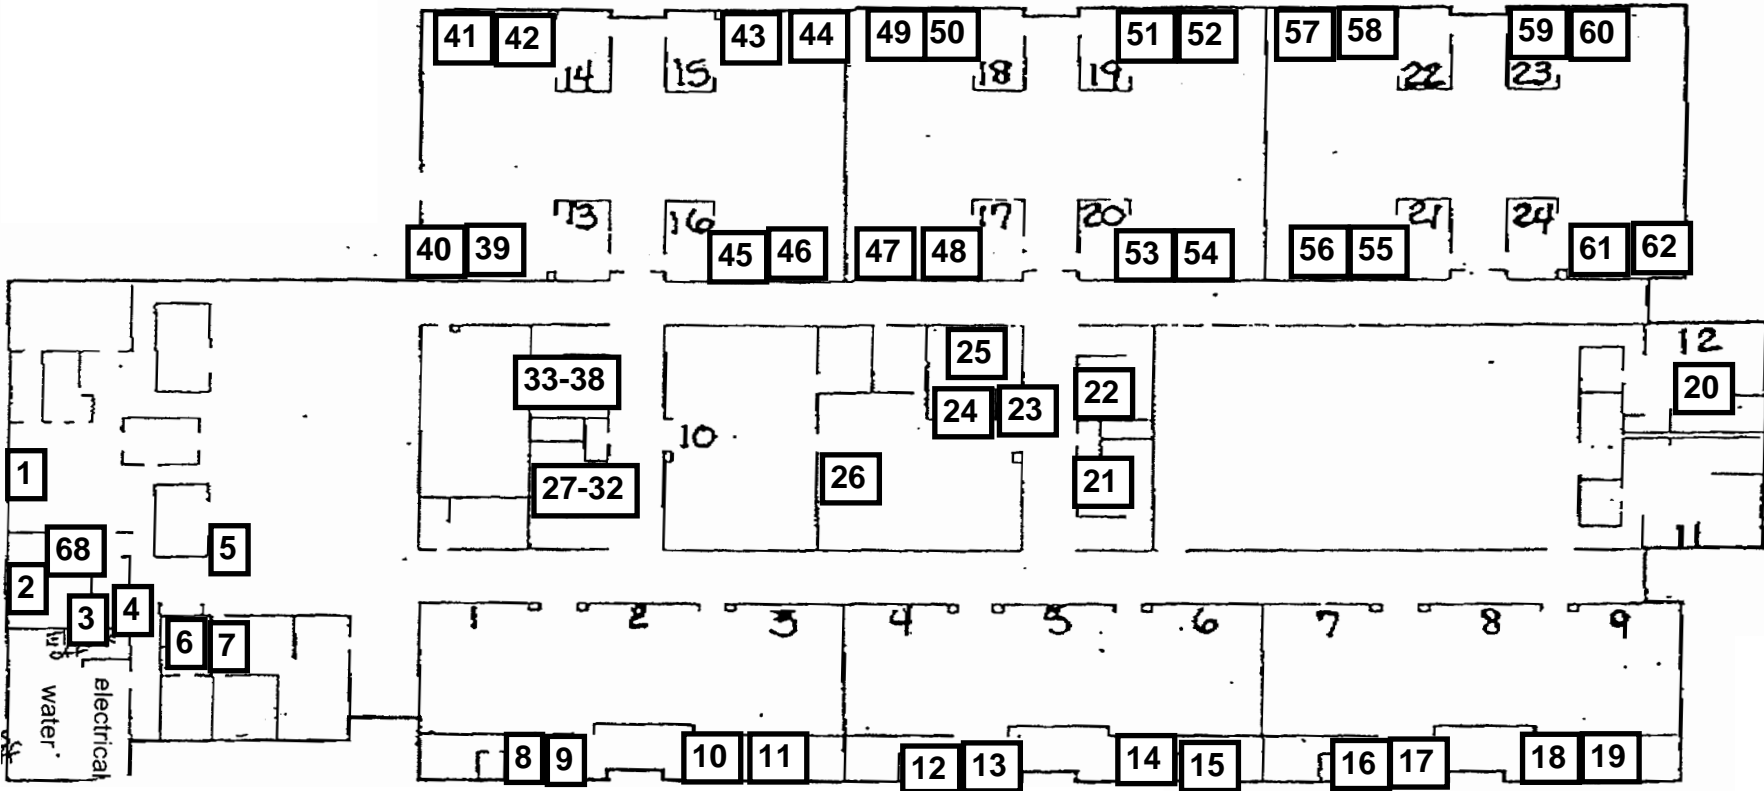 41 42 43 44 49 50 51 52 57 58 59 60
14 15 18 19 22 23
13 16 17 20 21 24
40 39 45 46 47 48 53 54 56 55 61 62
12
33-38 25 22 20
24 23
10
1 27-32 26 21
68 5 11
2 3 4
1 2 3 4 5 6 7 8 9
6 7
water electrical
8 9 10 11 12 13 14 15 16 17 18 19